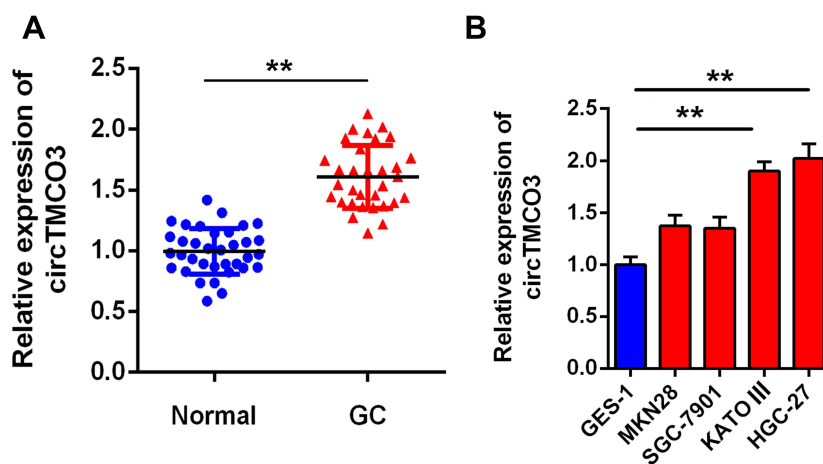 A
Relative expression of
circTMCO3
2.5
2.0
1.5
1.0
0.5
0.0
**
Normal
GC
B
Relative expression of
circTMCO3
2.5
2.0
1.5
1.0
0.5
0.0
**
**
GES-1
MKN28
SGC-7901
KATO III
HGC-27